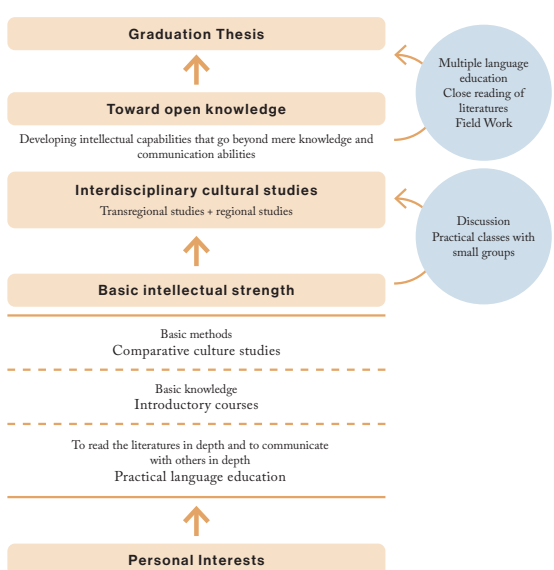 Graduation Thesis
Multiple language
education
Close reading of
literatures
Field Work
Toward open knowledge
Developing intellectual capabilities that go beyond mere knowledge and
communication abilities
Interdisciplinary cultural studies
Transregional studies + regional studies
Discussion
Practical classes with
small groups
Basic intellectual strength
Basic methods
Comparative culture studies
Basic knowledge
Introductory courses
To read the literatures in depth and to communicate
with others in depth
Practical language education
Personal Interests